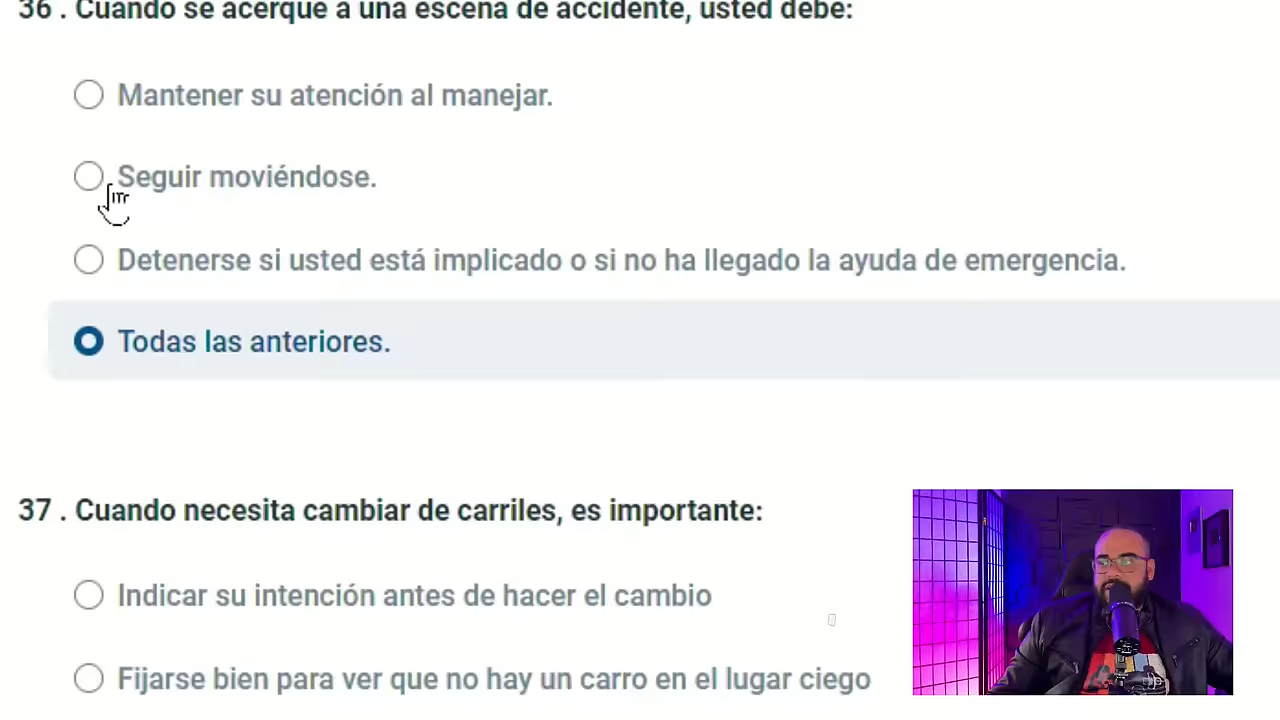 36 . Cuando se acerque a una escena de accidente, usted debe:
Mantener su atención al manejar.
Seguir moviéndose.
Detenerse si usted está implicado o si no ha llegado la ayuda de emergencia.
Todas las anteriores.
37 . Cuando necesita cambiar de carriles, es importante:
Indicar su intención antes de hacer el cambio
Fijarse bien para ver que no hay un carro en el lugar ciego